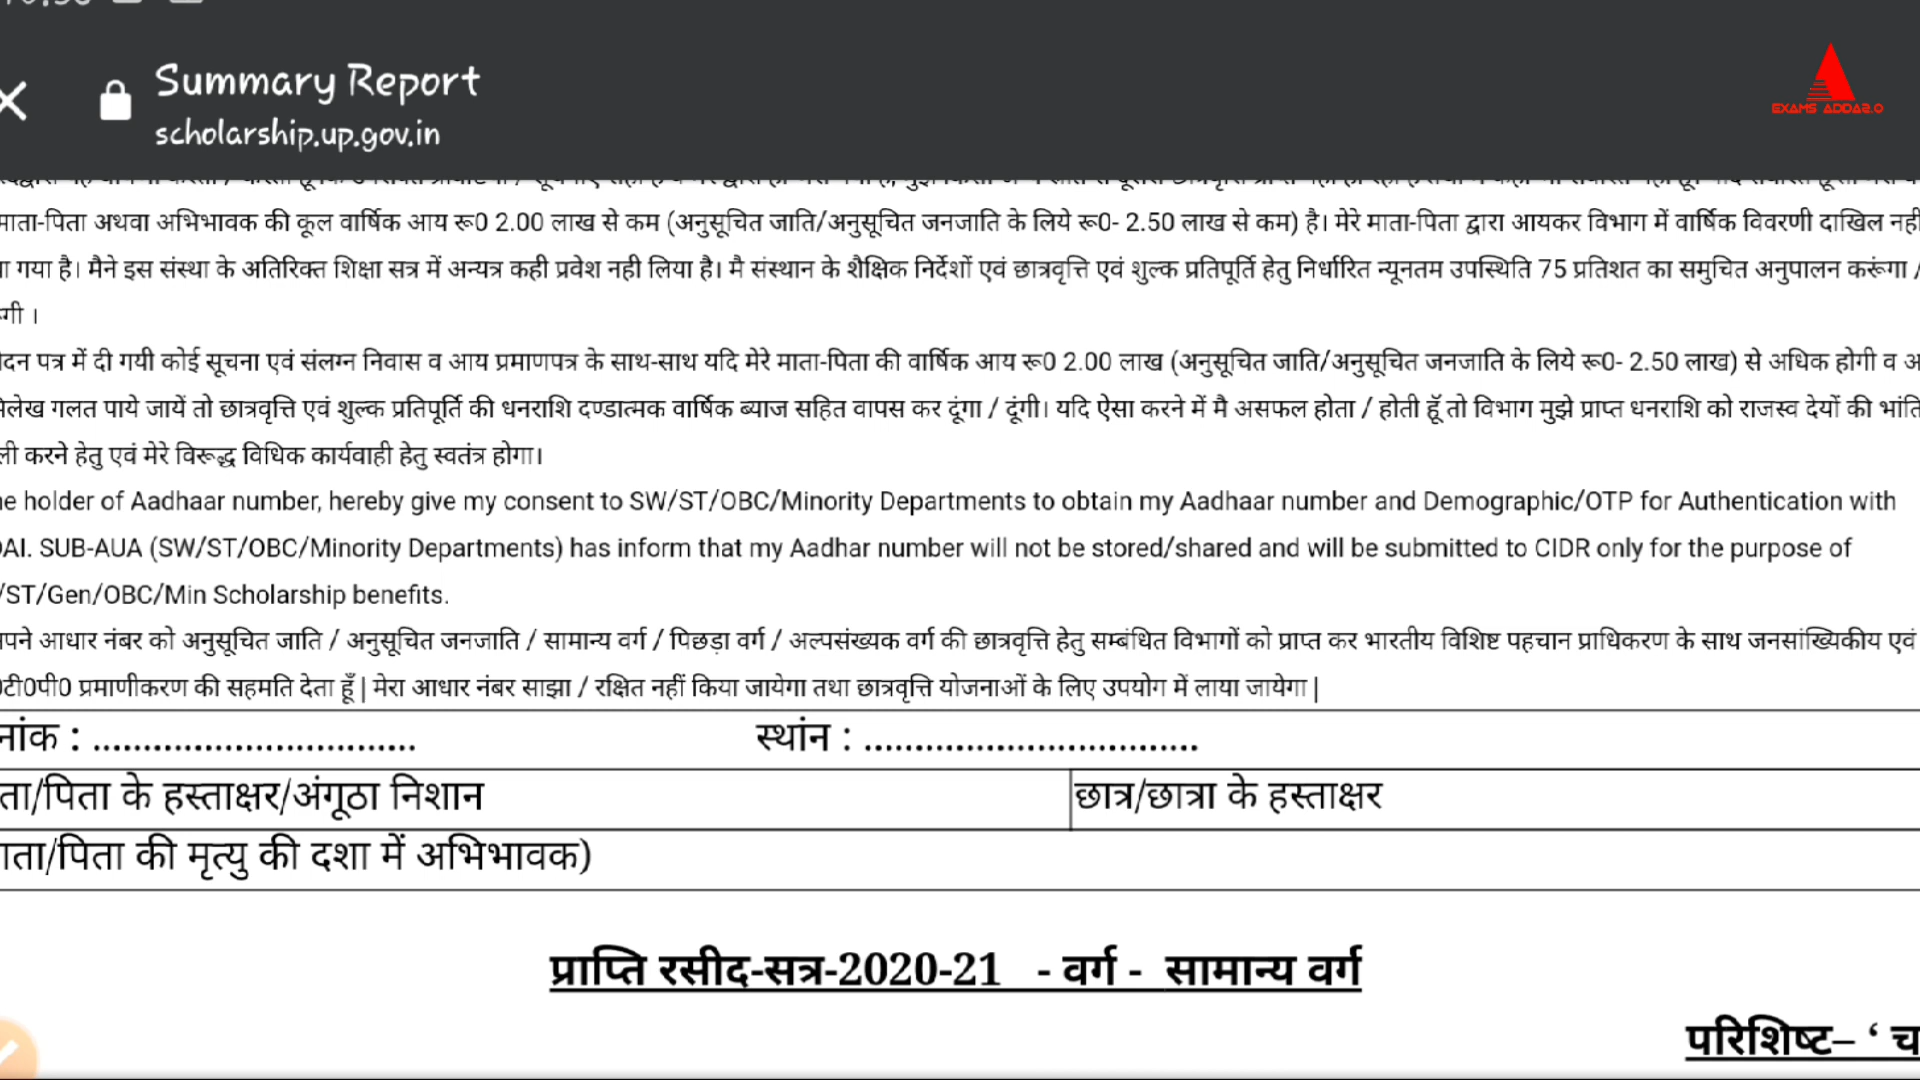 Summary Report
scholarship.up.gov.in
EXAMS ADDA2.0
माता-पिता अथवा अभिभावक की कूल वार्षिक आय रू0 2.00 लाख से कम (अनुसूचित जाति/अनुसूचित जनजाति के लिये रू0- 2.50 लाख से कम) है। मेरे माता-पिता द्वारा आयकर विभाग में वार्षिक विवरणी दाखिल नही
गया है। मैने इस संस्था के अतिरिक्त शिक्षा सत्र में अन्यत्र कही प्रवेश नही लिया है। मै संस्थान के शैक्षिक निर्देशों एवं छात्रवृत्ति एवं शुल्क प्रतिपूर्ति हेतु निर्धारित न्यूनतम उपस्थिति 75 प्रतिशत का समुचित अनुपालन करूंगा /
।
पत्र में दी गयी कोई सूचना एवं संलग्न निवास व आय प्रमाणपत्र के साथ-साथ यदि मेरे माता-पिता की वार्षिक आय रू0 2.00 लाख (अनुसूचित जाति/अनुसूचित जनजाति के लिये रू0- 2.50 लाख) से अधिक होगी व
गलत पाये जायें तो छात्रवृत्ति एवं शुल्क प्रतिपूर्ति की धनराशि दण्डात्मक वार्षिक ब्याज सहित वापस कर दूंगा / दूंगी। यदि ऐसा करने में मै असफल होता / होती हूँ तो विभाग मुझे प्राप्त धनराशि को राजस्व देयों की भांति
करने हेतु एवं मेरे विरूद्ध विधिक कार्यवाही हेतु स्वतंत्र होगा।
holder of Aadhaar number, hereby give my consent to SW/ST/OBC/Minority Departments to obtain my Aadhaar number and Demographic/OTP for Authentication with
AI. SUB-AUA (SW/ST/OBC/Minority Departments) has inform that my Aadhar number will not be stored/shared and will be submitted to CIDR only for the purpose of
/ST/Gen/OBC/Min Scholarship benefits.
पने आधार नंबर को अनुसूचित जाति / अनुसूचित जनजाति / सामान्य वर्ग / पिछड़ा वर्ग / अल्पसंख्यक वर्ग की छात्रवृत्ति हेतु सम्बंधित विभागों को प्राप्त कर भारतीय विशिष्ट पहचान प्राधिकरण के साथ जनसांख्यिकीय एवं
टी0पी0 प्रमाणीकरण की सहमति देता हूँ | मेरा आधार नंबर साझा / रक्षित नहीं किया जायेगा तथा छात्रवृत्ति योजनाओं के लिए उपयोग में लाया जायेगा |
नांक : ................................ स्थांन : .................................
ता/पिता के हस्ताक्षर/अंगूठा निशान छात्र/छात्रा के हस्ताक्षर
ाता/पिता की मृत्यु की दशा में अभिभावक)
प्राप्ति रसीद-सत्र-2020-21 - वर्ग - सामान्य वर्ग
परिशिष्ट– ‘ च